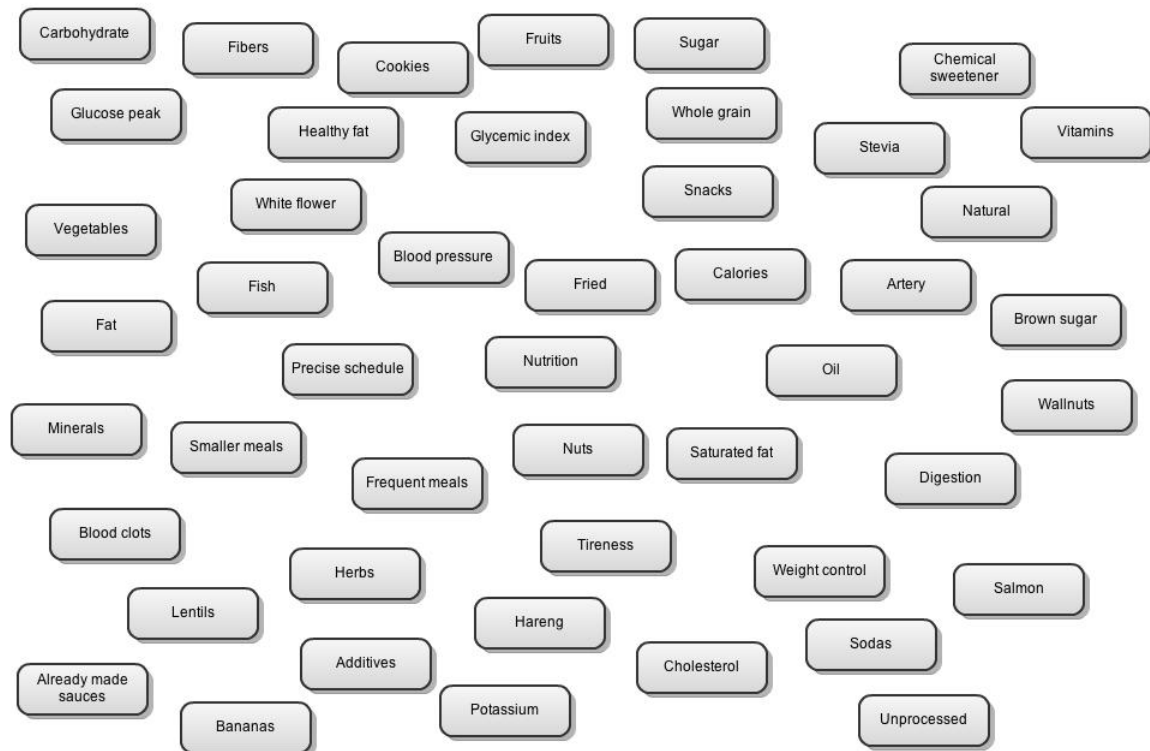 Carbohydrate
Fibers
Cookies
Fruits
Sugar
Chemical
sweetener
Glucose peak
Healthy fat
Glycemic index
Whole grain
Stevia
Vitamins
White flower
Snacks
Natural
Vegetables
Blood pressure
Fish
Fried
Calories
Artery
Fat
Brown sugar
Precise schedule
Nutrition
Oil
Wallnuts
Minerals
Smaller meals
Nuts
Saturated fat
Frequent meals
Digestion
Blood clots
Tireness
Herbs
Weight control
Salmon
Lentils
Hareng
Sodas
Additives
Cholesterol
Already made
sauces
Bananas
Potassium
Unprocessed